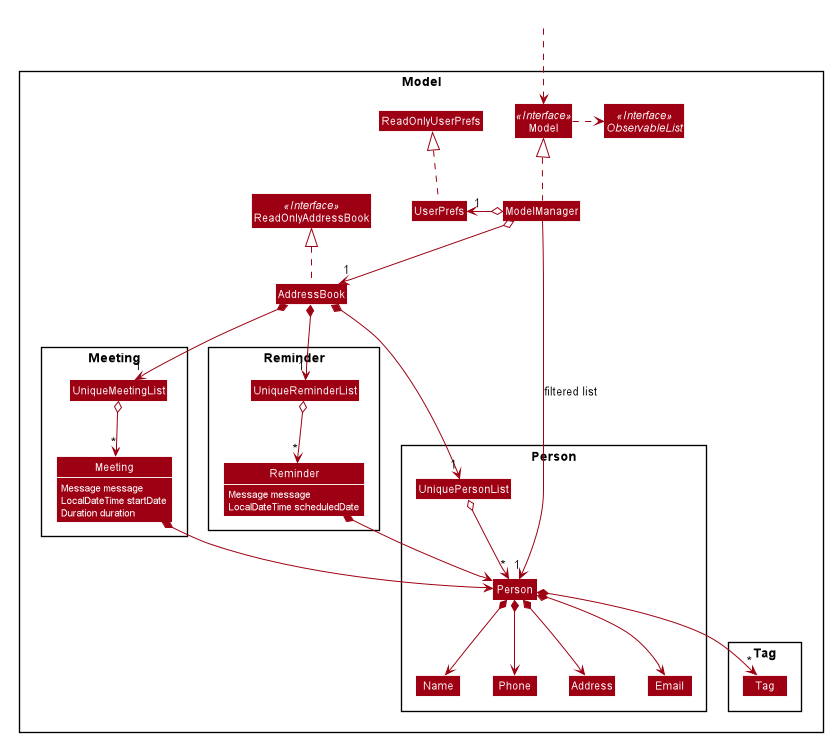 Model
«Interface»
Model
«Interface»
ObservableList
ReadOnlyUserPrefs
«Interface»
ReadOnlyAddressBook
UserPrefs
1
ModelManager
1
AddressBook
filtered list
Meeting
1
UniqueMeetingList
*
Meeting
Message message
LocalDateTime startDate
Duration duration
Reminder
1
UniqueReminderList
*
Reminder
Message message
LocalDateTime scheduledDate
Person
1
UniquePersonList
*
1
Person
Name
Phone
Address
Email
Tag
*
Tag